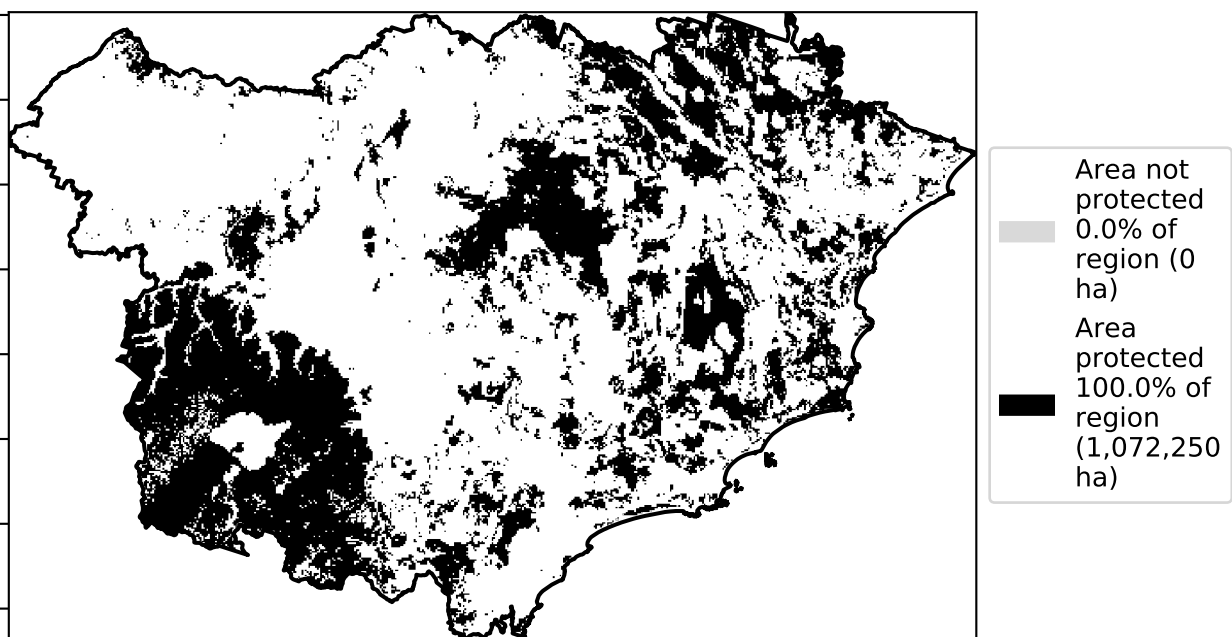 Area not
protected
0.0% of
region (0
ha)
Area
protected
100.0% of
region
(1,072,250
ha)